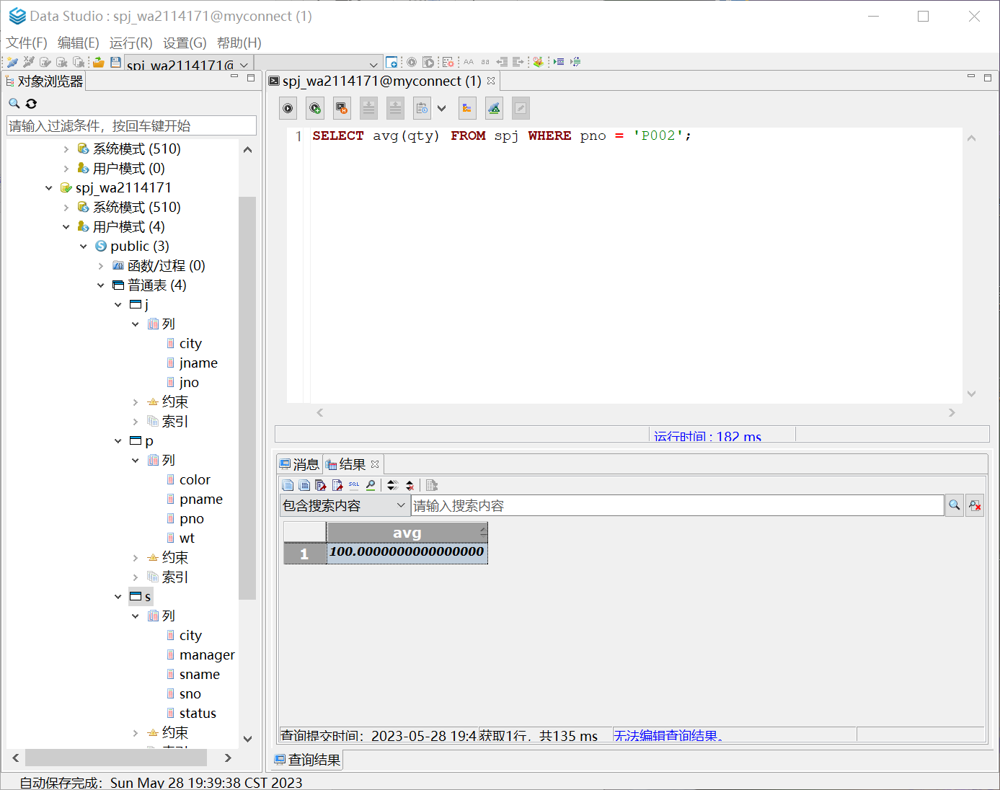 Data Studio : spj_wa2114171@myconnect (1)
文件(F) 编辑(E) 运行(R) 设置(G) 帮助(H)
spj_wa2114171@
对象浏览器
spj_wa2114171@myconnect (1)
请输入过滤条件，按回车键开始
系统模式 (510)
用户模式 (0)
spj_wa2114171
系统模式 (510)
用户模式 (4)
public (3)
函数/过程 (0)
普通表 (4)
j
列
city
jname
jno
约束
索引
p
列
color
pname
pno
wt
约束
索引
s
列
city
manager
sname
sno
status
约束
1 SELECT avg(qty) FROM spj WHERE pno = 'P002';
运行时间 : 182 ms
消息 结果
SQL
包含搜索内容 请输入搜索内容
avg
1 100.0000000000000000
查询提交时间：2023-05-28 19:4 获取1行，共135 ms 无法编辑查询结果。
查询结果
自动保存完成：Sun May 28 19:39:38 CST 2023